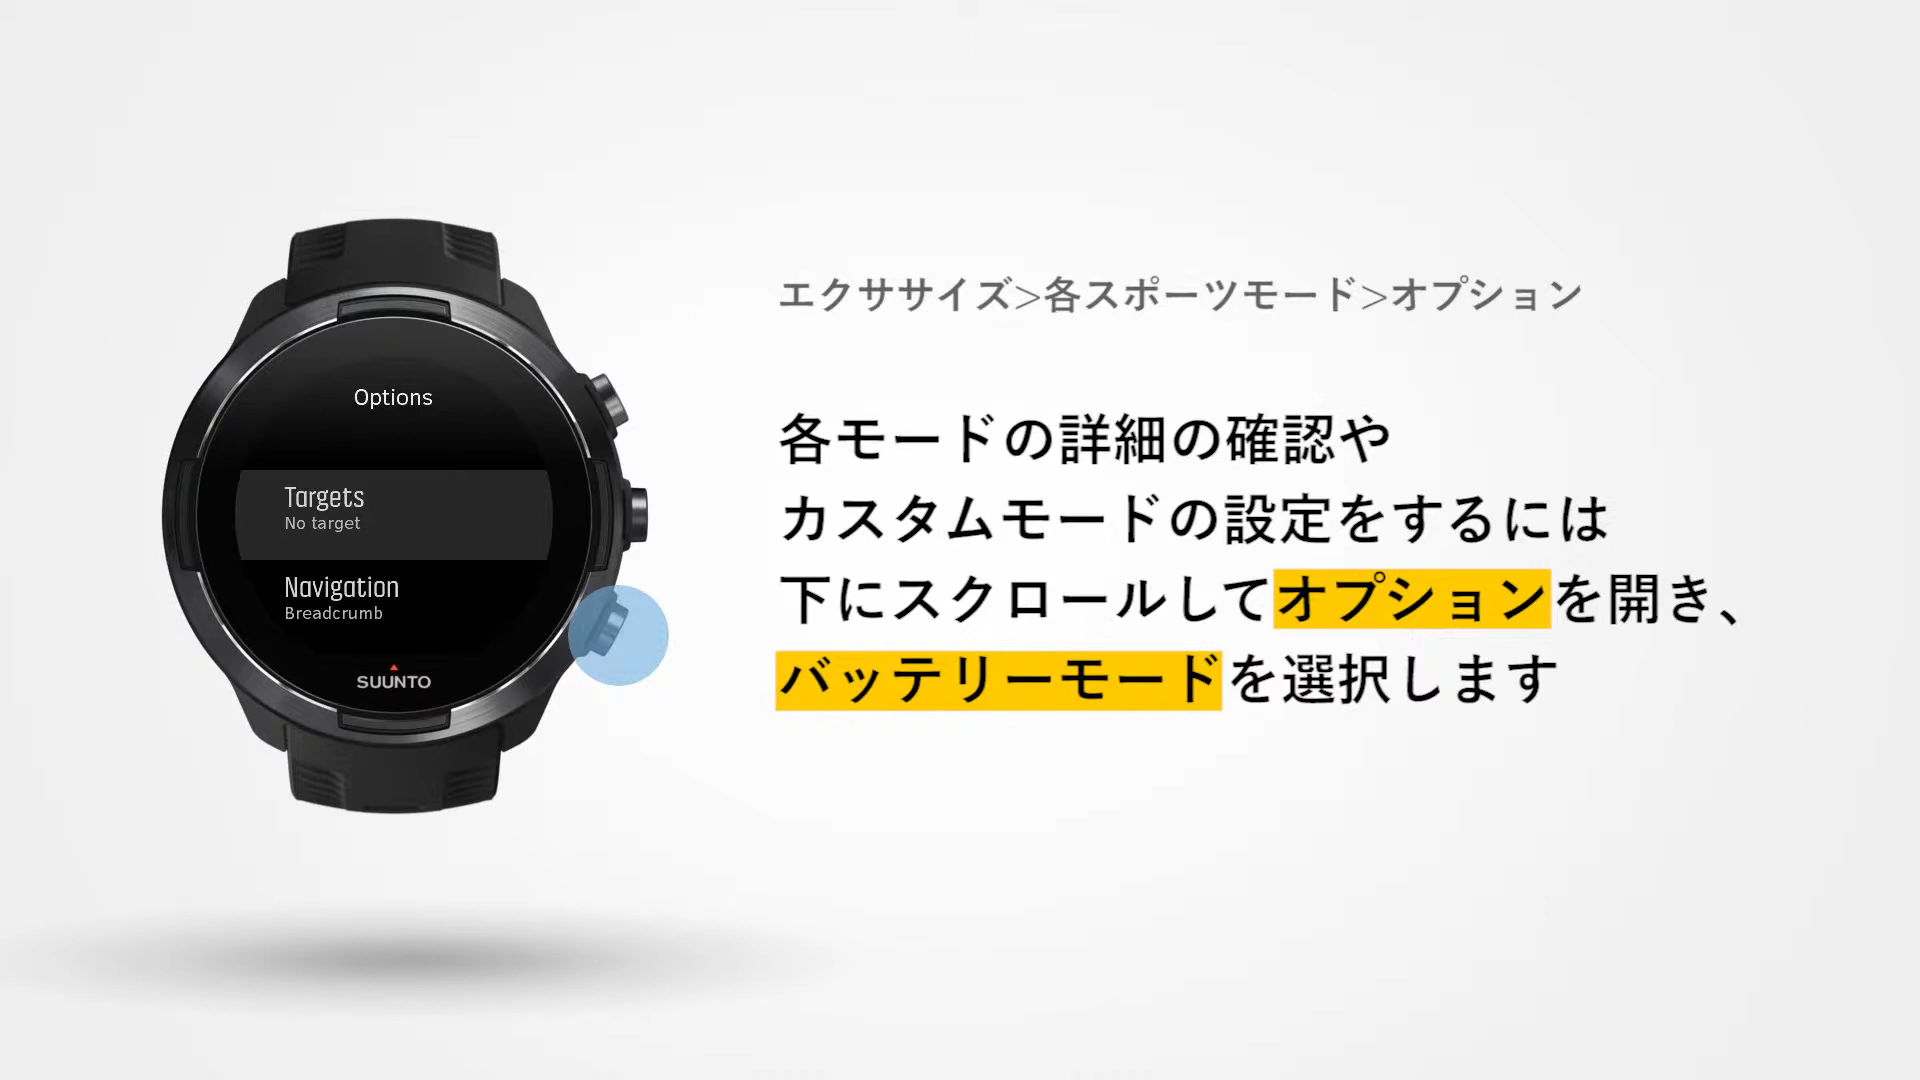 Options
Targets
No target
Navigation
Breadcrumb
SUUNTO
エクササイズ>各スポーツモード>オプション
各モードの詳細の確認や
カスタムモードの設定をするには
下にスクロールしてオプションを開き、
バッテリーモードを選択します